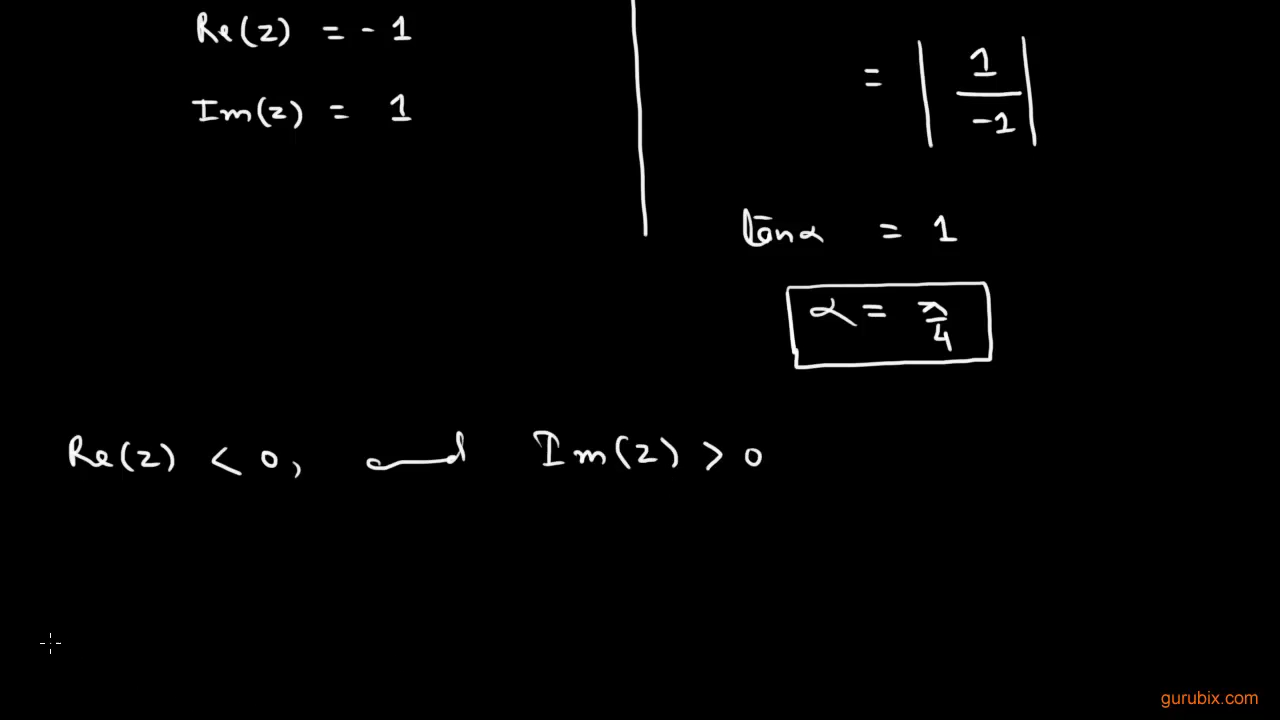 Re(z) = - 1
Im(z) = 1
= | 1/-1 |
tanα = 1
α = π/4
Re(z) < 0, and Im(z) > 0
gurubix.com